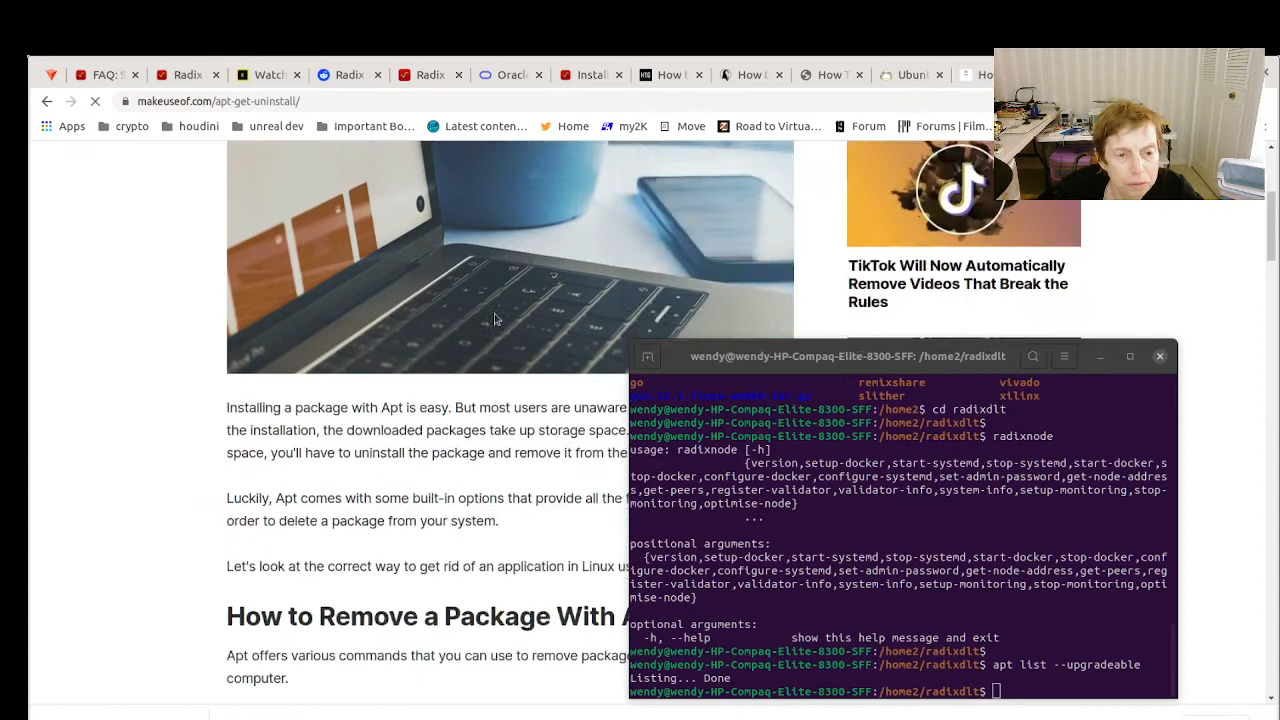 FAQ: S
Radix
Watch
Radix
Radix
Orac
Install
How t
How t
How T
Ubunt
Ho
makeuseof.com/apt-get-uninstall/
Apps
crypto
houdini
unreal dev
Important Bo...
Latest conten...
Home
my2K
Move
Road to Virtua...
Forum
Forums | Film...
TikTok Will Now Automatically
Remove Videos That Break the
Rules
Installing a package with Apt is easy. But most users are unaware
the installation, the downloaded packages take up storage space.
space, you'll have to uninstall the package and remove it from the
Luckily, Apt comes with some built-in options that provide all the f
order to delete a package from your system.
Let's look at the correct way to get rid of an application in Linux us
How to Remove a Package With A
Apt offers various commands that you can use to remove package
computer.
wendy@wendy-HP-Compaq-Elite-8300-SFF: /home2/radixdlt
go remixshare vivado
slither xilinx
wendy@wendy-HP-Compaq-Elite-8300-SFF:/home2$ cd radixdlt
wendy@wendy-HP-Compaq-Elite-8300-SFF:/home2/radixdlt$
wendy@wendy-HP-Compaq-Elite-8300-SFF:/home2/radixdlt$ radixnode
usage: radixnode [-h]
{version,setup-docker,start-systemd,stop-systemd,start-docker,s
top-docker,configure-docker,configure-systemd,set-admin-password,get-node-addres
s,get-peers,register-validator,validator-info,system-info,setup-monitoring,stop-
monitoring,optimise-node}
...
positional arguments:
{version,setup-docker,start-systemd,stop-systemd,start-docker,stop-docker,conf
igure-docker,configure-systemd,set-admin-password,get-node-address,get-peers,reg
ister-validator,validator-info,system-info,setup-monitoring,stop-monitoring,opti
mise-node}
optional arguments:
-h, --help show this help message and exit
wendy@wendy-HP-Compaq-Elite-8300-SFF:/home2/radixdlt$
wendy@wendy-HP-Compaq-Elite-8300-SFF:/home2/radixdlt$ apt list --upgradeable
Listing... Done
wendy@wendy-HP-Compaq-Elite-8300-SFF:/home2/radixdlt$